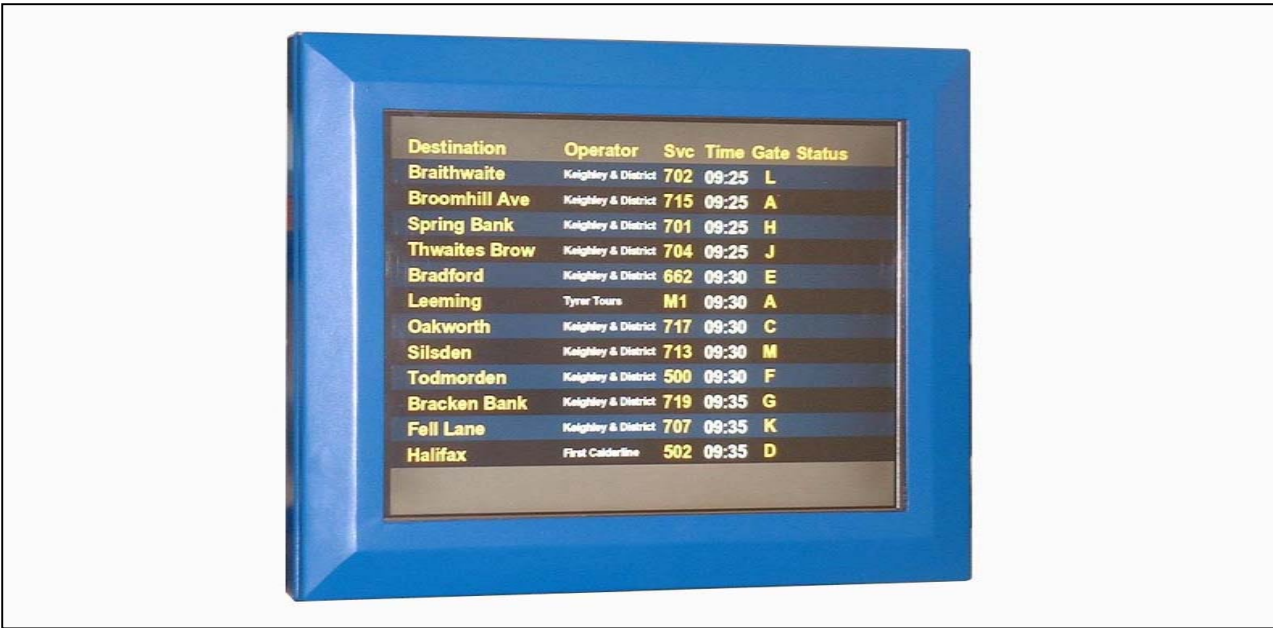 Destination Operator Svc Time Gate Status
Braithwaite Keighley & District 702 09:25 L
Broomhill Ave Keighley & District 715 09:25 A
Spring Bank Keighley & District 701 09:25 H
Thwaites Brow Keighley & District 704 09:25 J
Bradford Keighley & District 662 09:30 E
Leeming Tyrer Tours M1 09:30 A
Oakworth Keighley & District 717 09:30 C
Silsden Keighley & District 713 09:30 M
Todmorden Keighley & District 500 09:30 F
Bracken Bank Keighley & District 719 09:35 G
Fell Lane Keighley & District 707 09:35 K
Halifax First Calderline 502 09:35 D